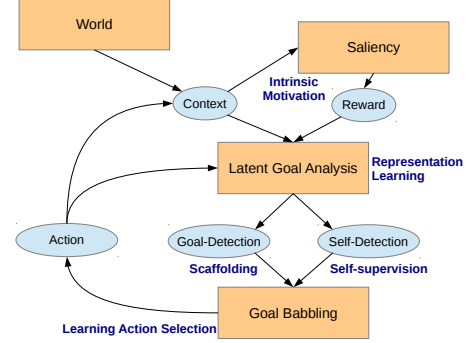 World
Saliency
Intrinsic
Motivation
Context
Reward
Latent Goal Analysis
Representation
Learning
Action
Goal-Detection
Self-Detection
Scaffolding
Self-supervision
Goal Babbling
Learning Action Selection